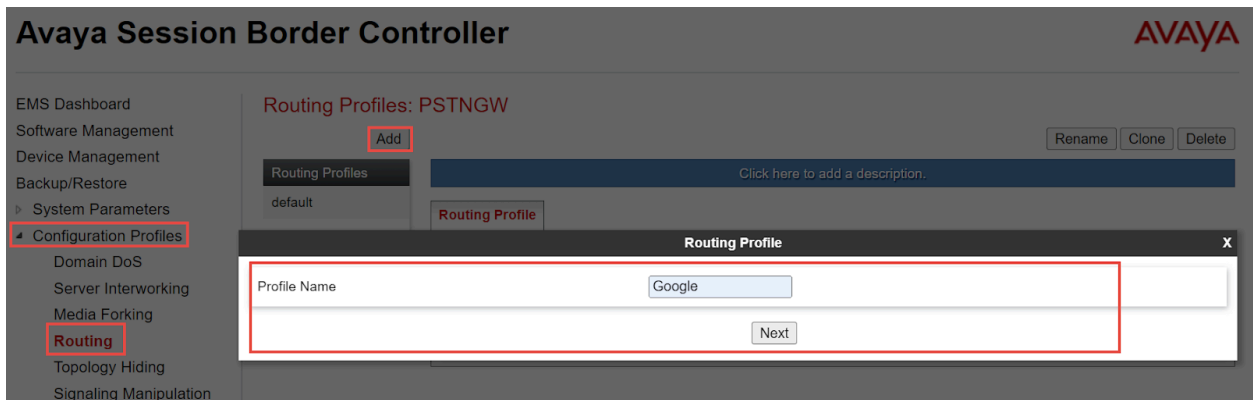 Avaya Session Border Controller
AVAYA
EMS Dashboard
Software Management
Device Management
Backup/Restore
System Parameters
Configuration Profiles
Domain DoS
Server Interworking
Media Forking
Routing
Topology Hiding
Signaling Manipulation
Routing Profiles: PSTNGW
Add
Rename Clone Delete
Routing Profiles
default
Click here to add a description.
Routing Profile
Routing Profile X
Profile Name Google
Next